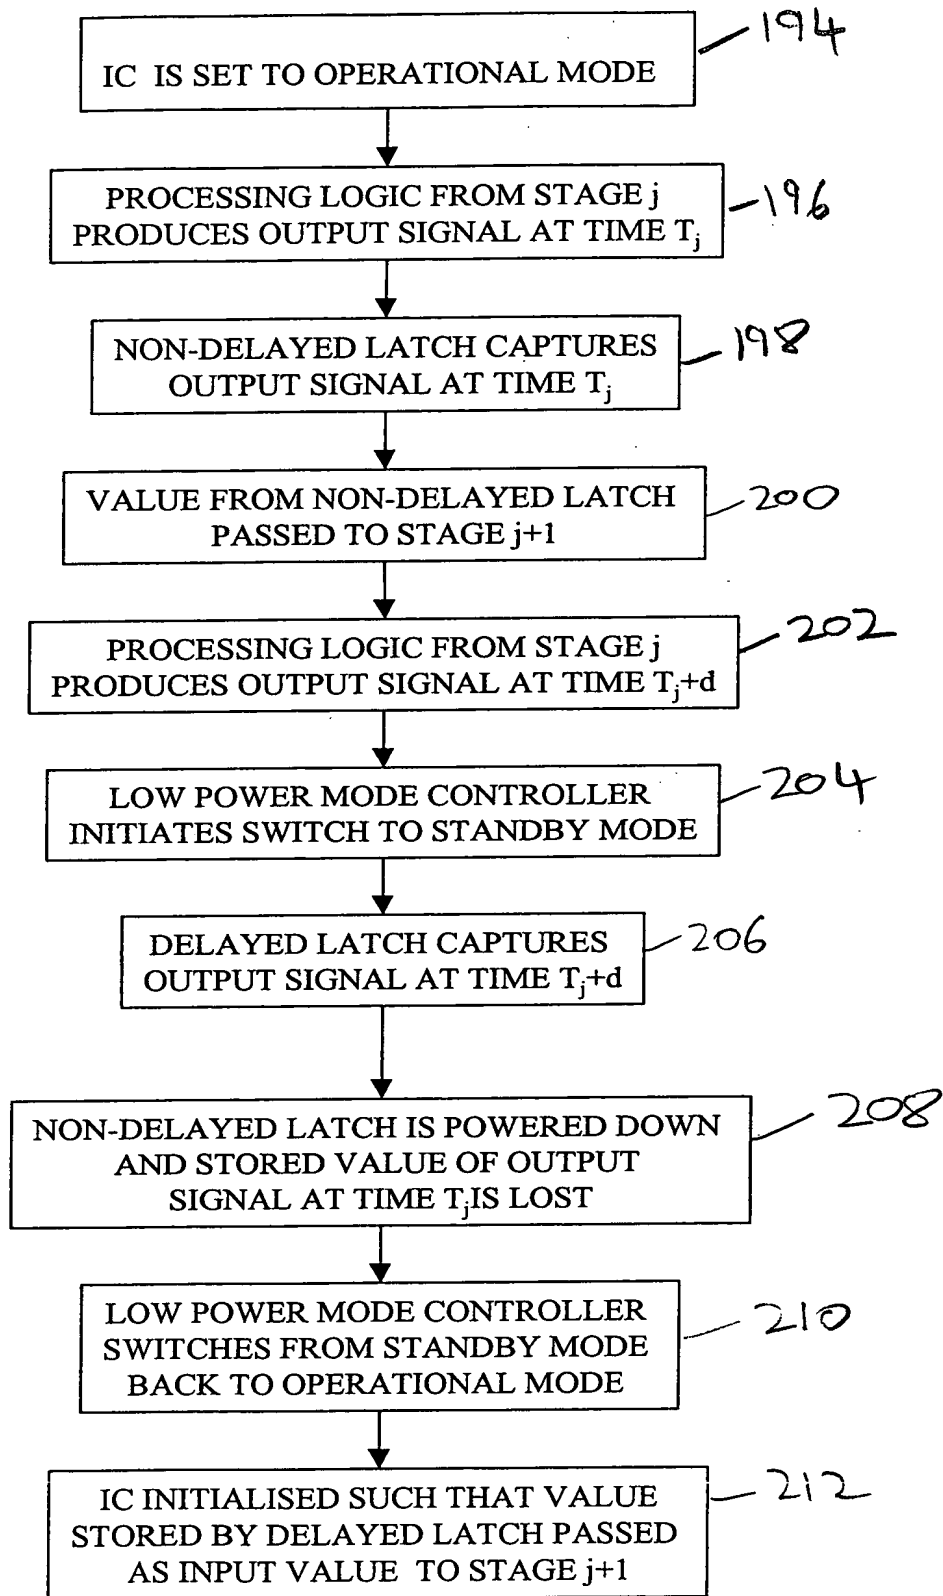 IC IS SET TO OPERATIONAL MODE
194
PROCESSING LOGIC FROM STAGE j
PRODUCES OUTPUT SIGNAL AT TIME Tj
196
NON-DELAYED LATCH CAPTURES
OUTPUT SIGNAL AT TIME Tj
198
VALUE FROM NON-DELAYED LATCH
PASSED TO STAGE j+1
200
PROCESSING LOGIC FROM STAGE j
PRODUCES OUTPUT SIGNAL AT TIME Tj+d
202
LOW POWER MODE CONTROLLER
INITIATES SWITCH TO STANDBY MODE
204
DELAYED LATCH CAPTURES
OUTPUT SIGNAL AT TIME Tj+d
206
NON-DELAYED LATCH IS POWERED DOWN
AND STORED VALUE OF OUTPUT
SIGNAL AT TIME TjIS LOST
208
LOW POWER MODE CONTROLLER
SWITCHES FROM STANDBY MODE
BACK TO OPERATIONAL MODE
210
IC INITIALISED SUCH THAT VALUE
STORED BY DELAYED LATCH PASSED
AS INPUT VALUE TO STAGE j+1
212